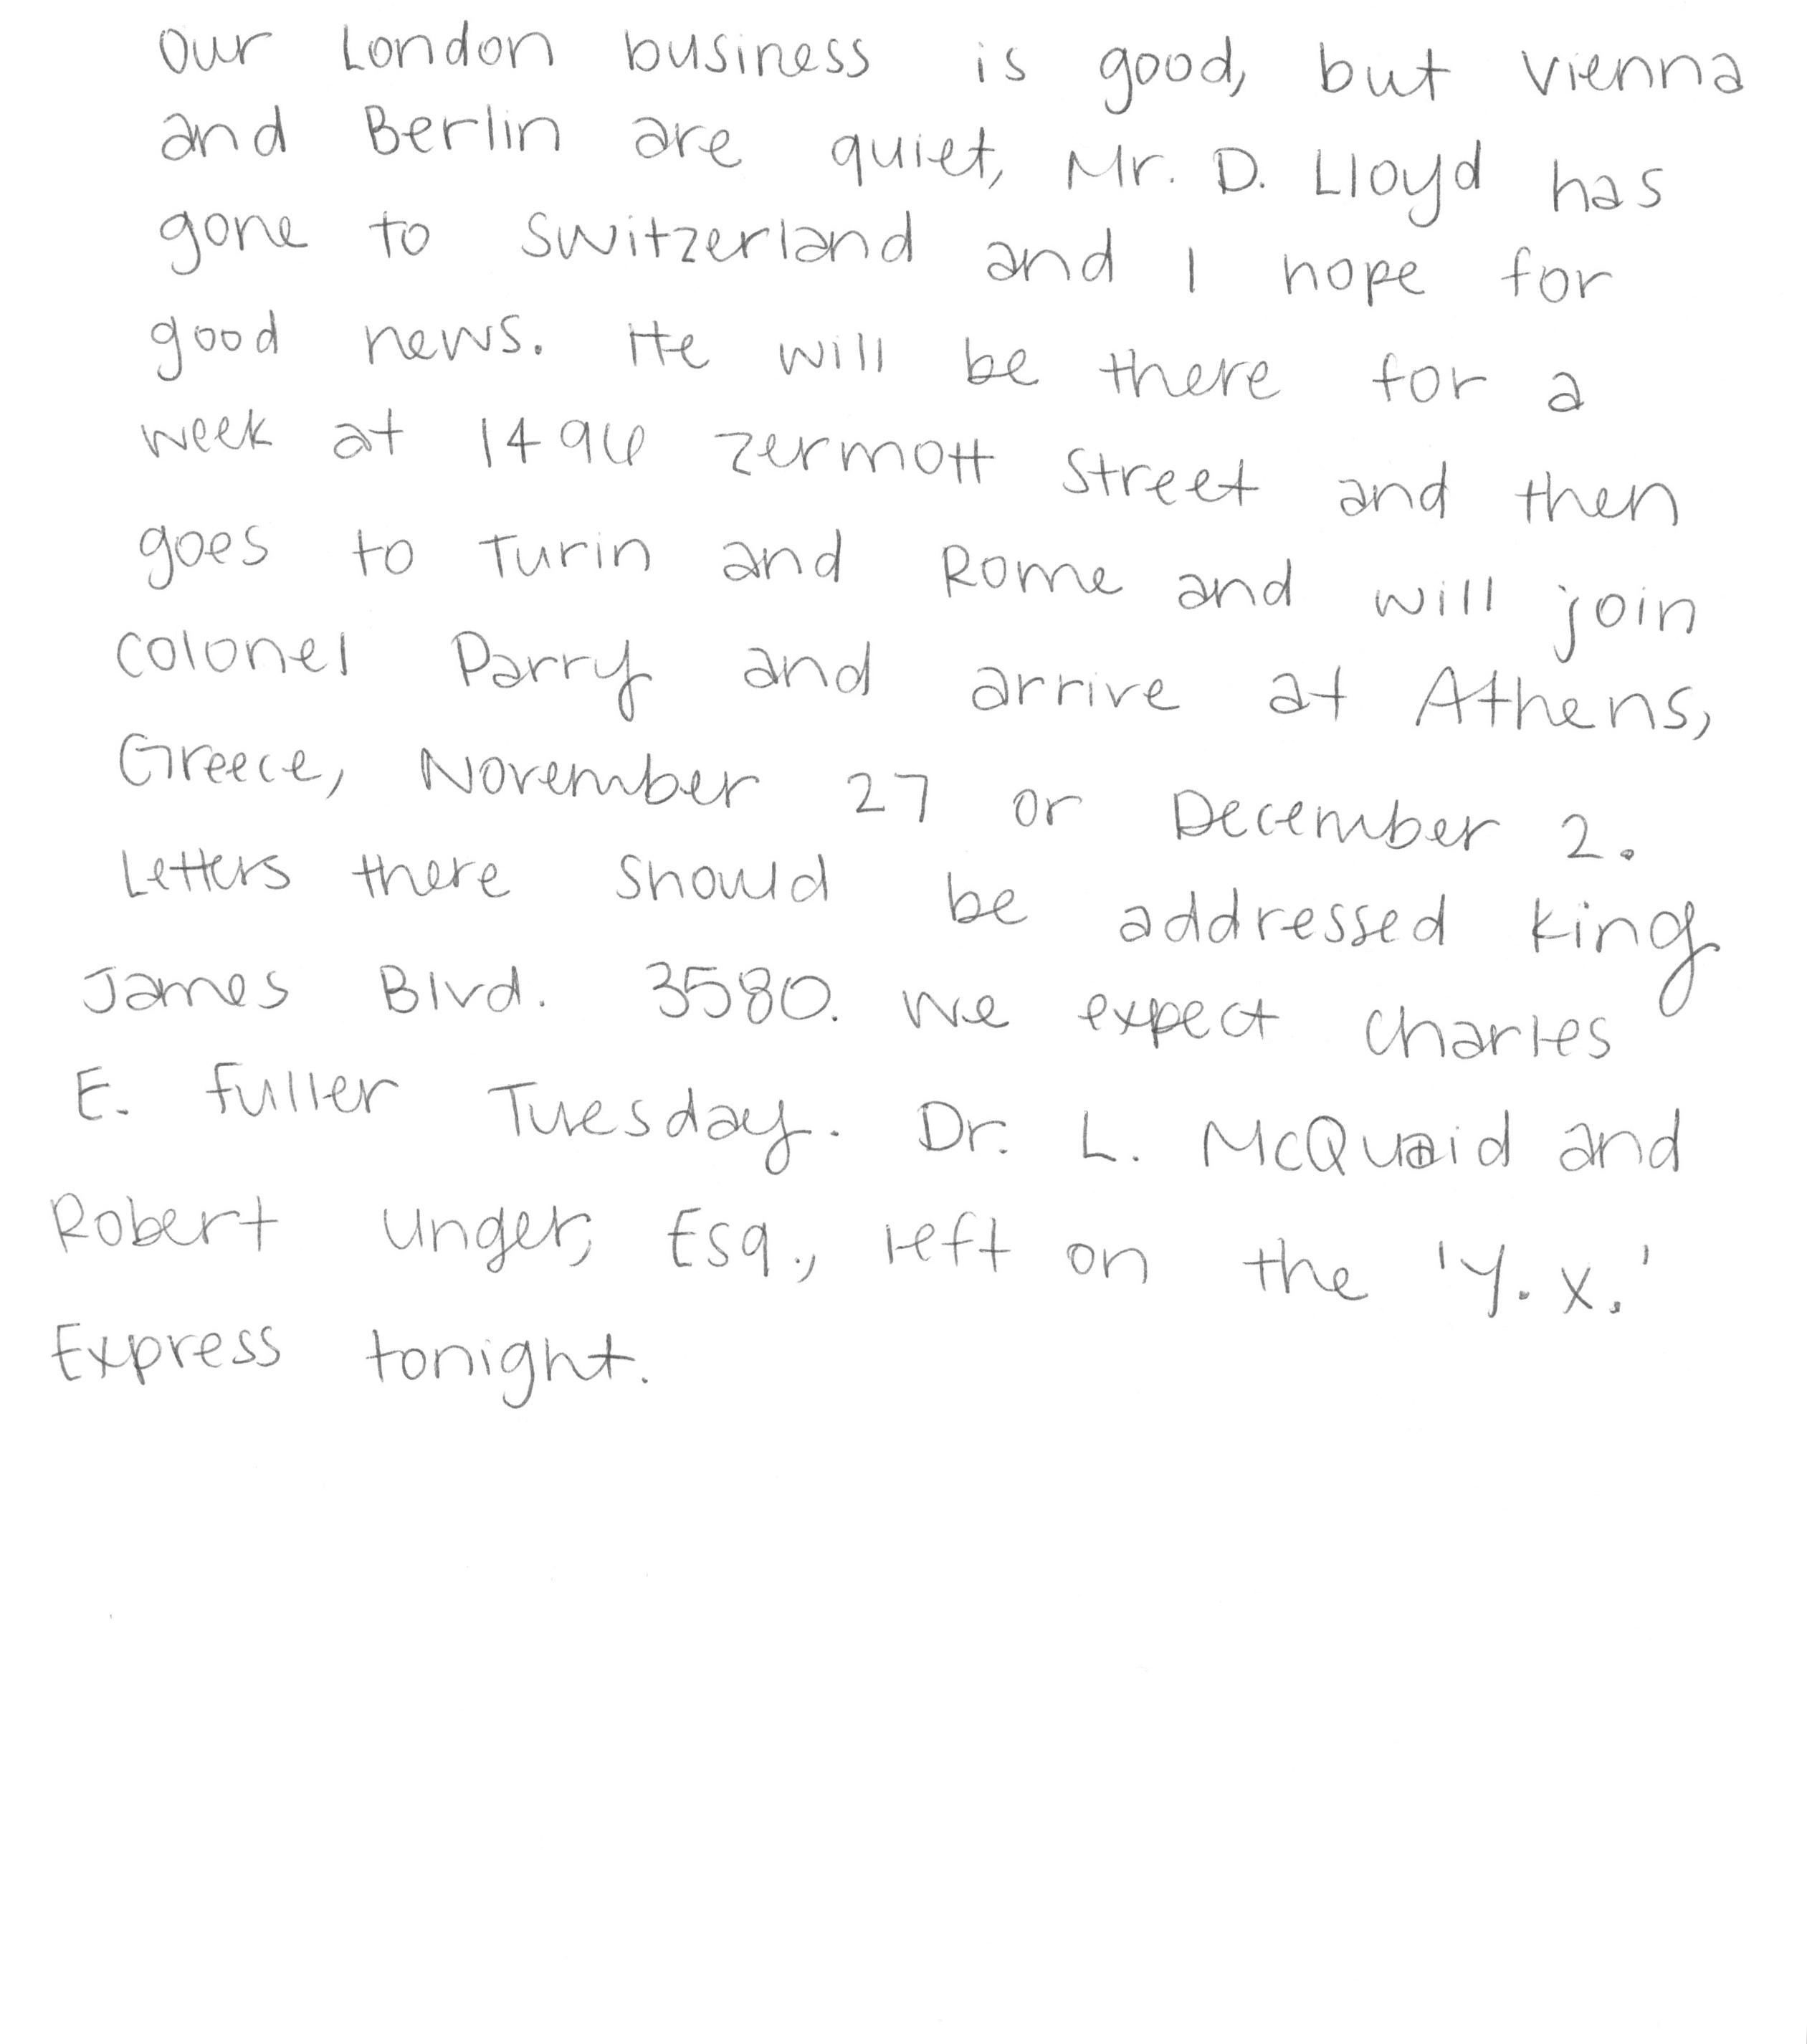 Our London business is good, but Vienna
and Berlin are quiet, Mr. D. Lloyd has
gone to Switzerland and I hope for
good news. He will be there for a
week at 1496 Zermott Street and then
goes to Turin and Rome and will join
Colonel Parry and arrive at Athens,
Greece, November 27 or December 2.
Letters there should be addressed King
James Blvd. 3580. We expect Charles
E. Fuller Tuesday. Dr. L. McQuaid and
Robert Unger, Esq., left on the 'Y.X.'
Express tonight.